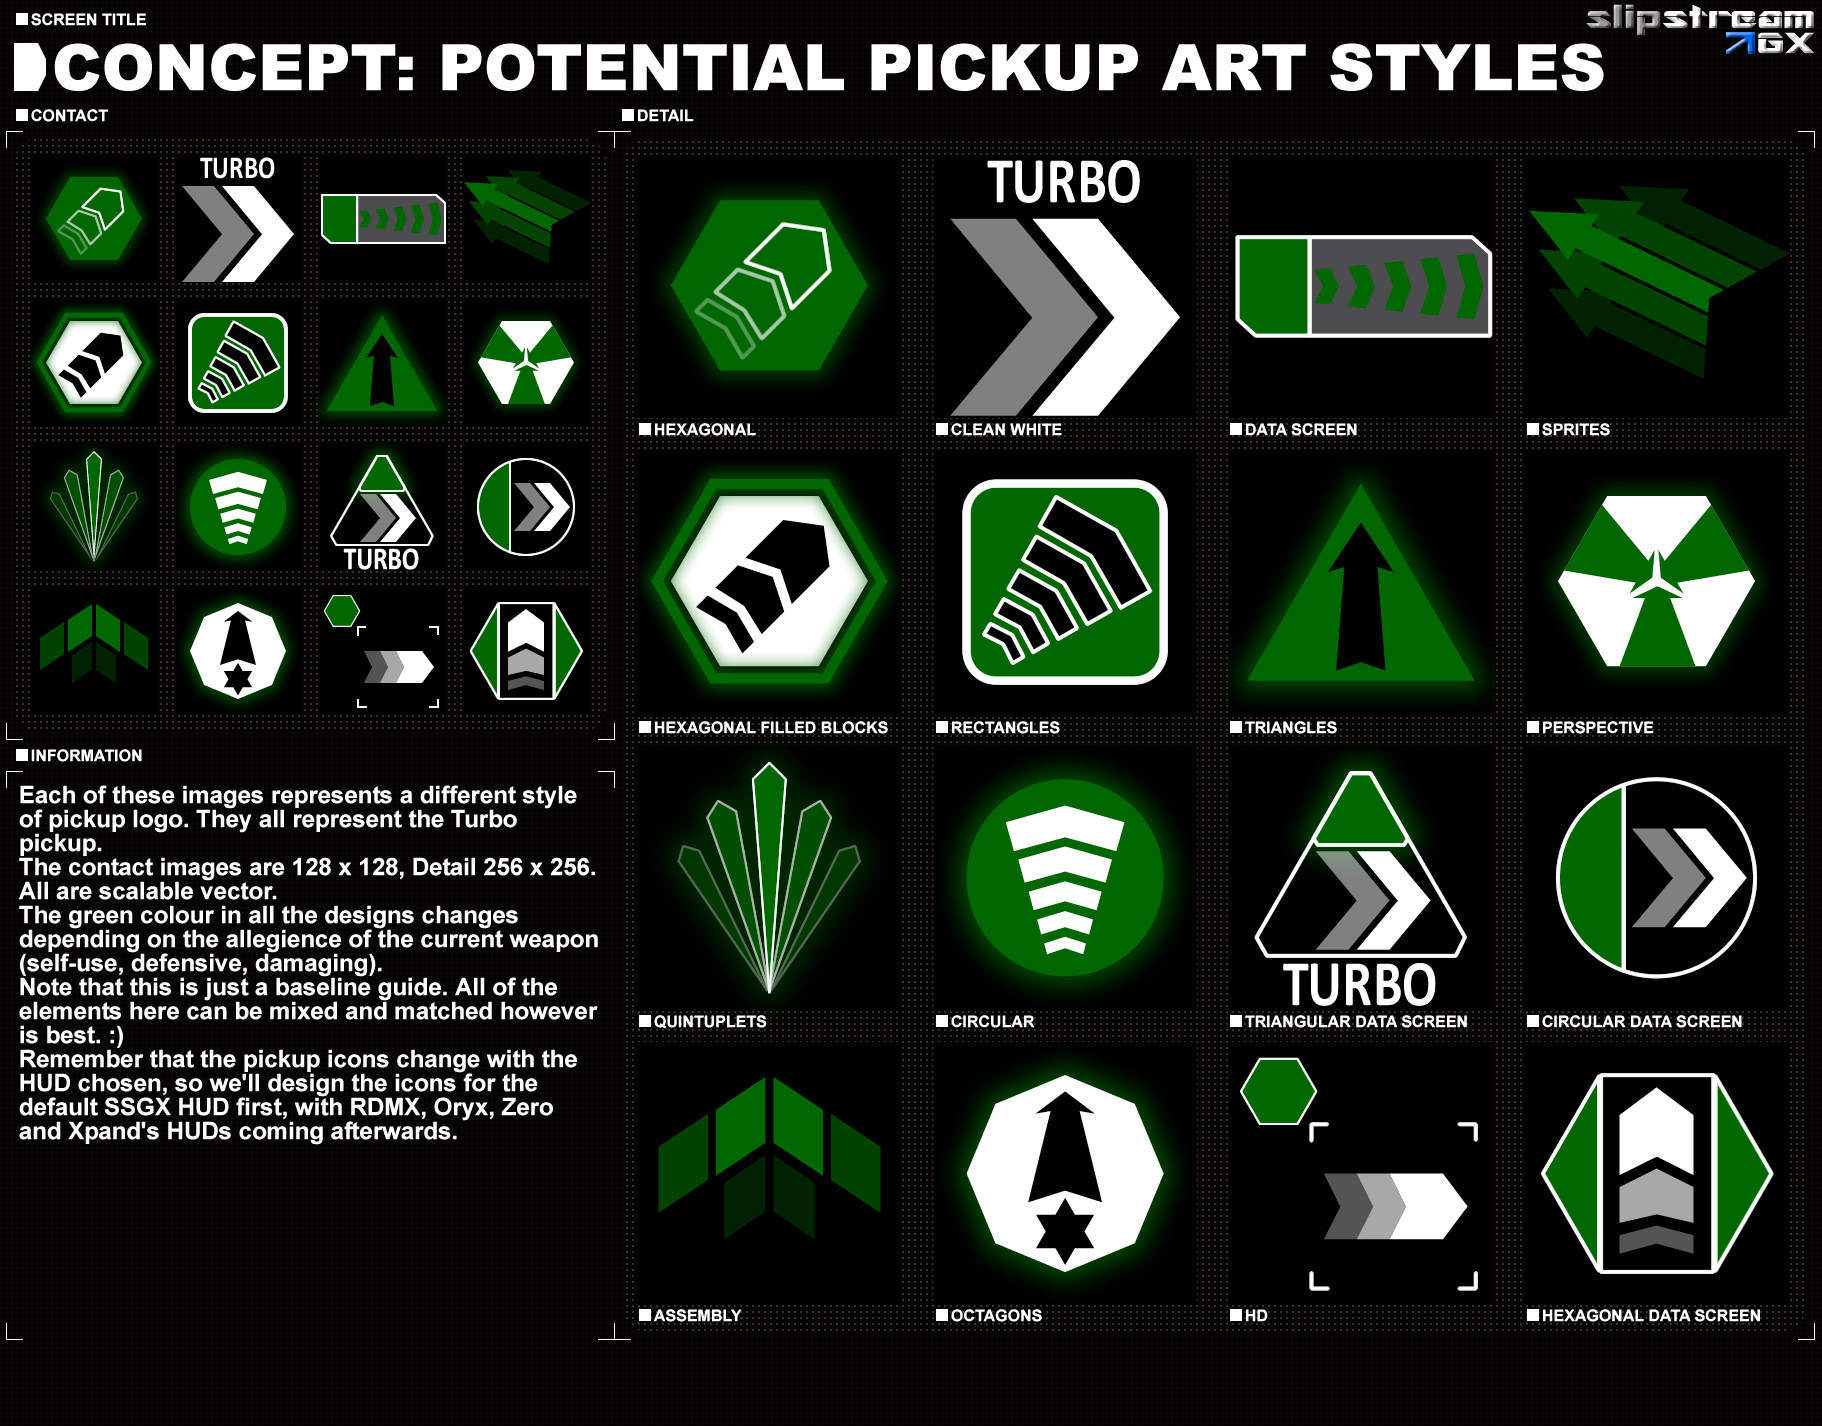 SCREEN TITLE
slipstream
GX
CONCEPT: POTENTIAL PICKUP ART STYLES
CONTACT
TURBO
TURBO
INFORMATION
Each of these images represents a different style
of pickup logo. They all represent the Turbo
pickup.
The contact images are 128 x 128, Detail 256 x 256.
All are scalable vector.
The green colour in all the designs changes
depending on the allegience of the current weapon
(self-use, defensive, damaging).
Note that this is just a baseline guide. All of the
elements here can be mixed and matched however
is best. :)
Remember that the pickup icons change with the
HUD chosen, so we'll design the icons for the
default SSGX HUD first, with RDMX, Oryx, Zero
and Xpand's HUDs coming afterwards.
DETAIL
TURBO
HEXAGONAL
CLEAN WHITE
DATA SCREEN
SPRITES
HEXAGONAL FILLED BLOCKS
RECTANGLES
TRIANGLES
PERSPECTIVE
TURBO
QUINTUPLETS
CIRCULAR
TRIANGULAR DATA SCREEN
CIRCULAR DATA SCREEN
ASSEMBLY
OCTAGONS
HD
HEXAGONAL DATA SCREEN